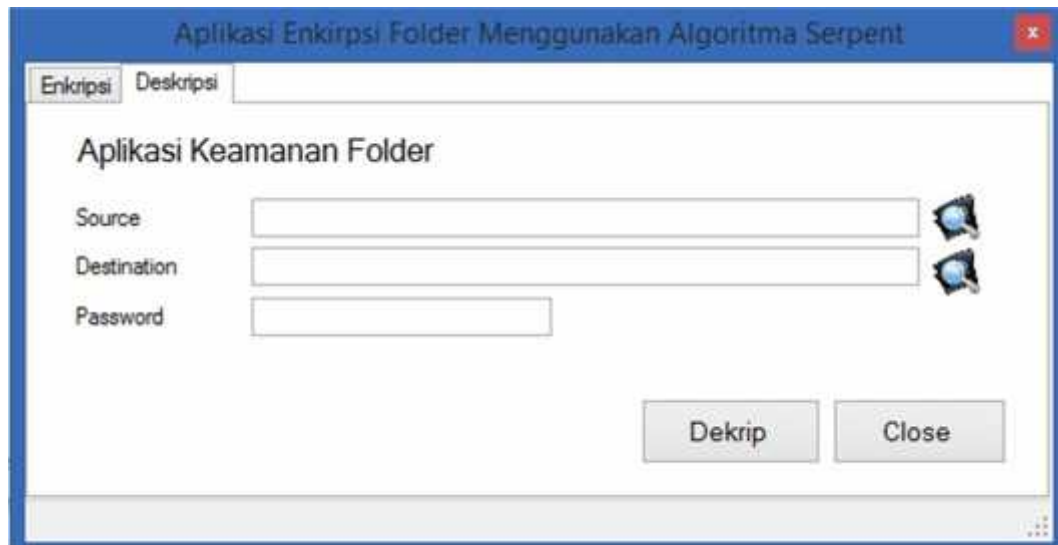 Aplikasi Enkirpsi Folder Menggunakan Algoritma Serpent
x
Enkripsi Deskripsi
Aplikasi Keamanan Folder
Source
Destination
Password
Dekrip Close